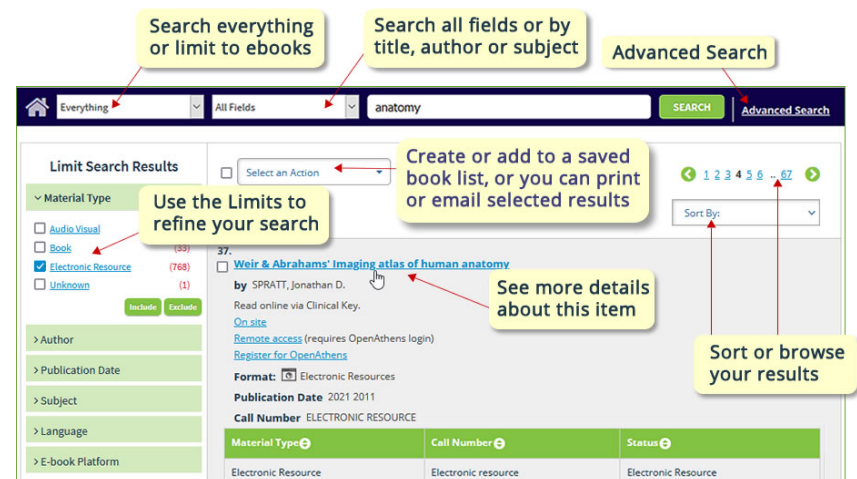 Search everything
or limit to ebooks
Search all fields or by
title, author or subject
Advanced Search
Everything
All Fields
anatomy
SEARCH
Advanced Search
Limit Search Results
Material Type
Audio Visual
Book (33)
Electronic Resource (768)
Unknown (1)
Include Exclude
Author
Publication Date
Subject
Language
E-book Platform
Use the Limits to
refine your search
Select an Action
Create or add to a saved
book list, or you can print
or email selected results
1 2 3 4 5 6 .. 67
Sort By:
37.
Weir & Abrahams' Imaging atlas of human anatomy
by SPRATT, Jonathan D.
Read online via Clinical Key.
On site
Remote access (requires OpenAthens login)
Register for OpenAthens
Format: Electronic Resources
Publication Date 2021 2011
Call Number ELECTRONIC RESOURCE
See more details
about this item
Sort or browse
your results
Material Type Call Number Status
Electronic Resource Electronic resource Electronic Resource